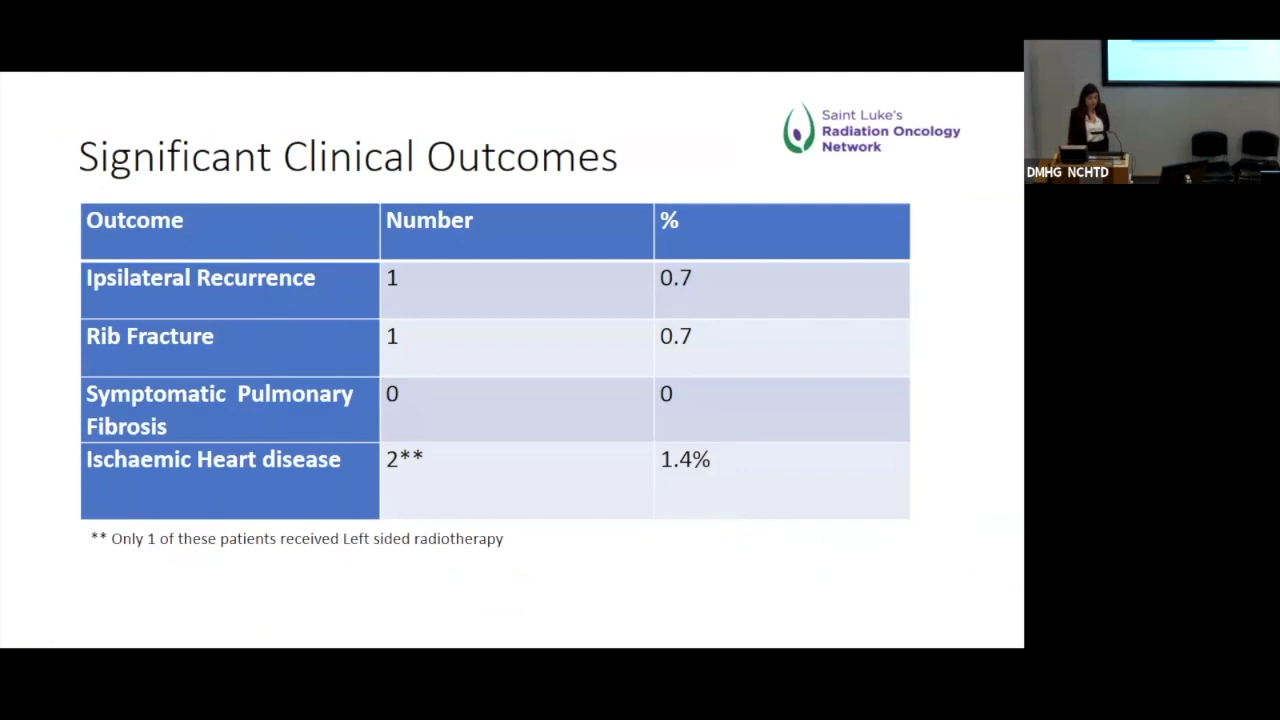 Saint Luke's
Radiation Oncology
Network
Significant Clinical Outcomes
Outcome Number %
Ipsilateral Recurrence 1 0.7
Rib Fracture 1 0.7
Symptomatic Pulmonary 0 0
Fibrosis
Ischaemic Heart disease 2** 1.4%
** Only 1 of these patients received Left sided radiotherapy
DMHG NCHTD